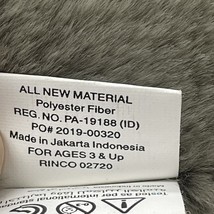 ALL NEW MATERIAL
Polyester Fiber
REG. NO. PA-19188 (ID)
PO# 2019-00320
Made in Jakarta Indonesia
FOR AGES 3 & Up
RINCO 02720